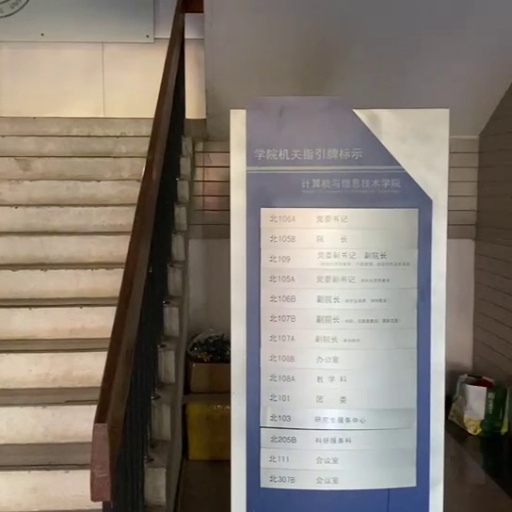 学院机关指引牌标示
计算机与信息技术学院
北106A 党委书记
北105B 院 长
北109 党委副书记、副院长
北105A 党委副书记
北106B 副院长
北107B 副院长
北107A 副院长
北108B 办公室
北108A 教学科
北101 团 委
北103 研究生服务中心
北205B 科研服务科
北111 会议室
北307B 会议室